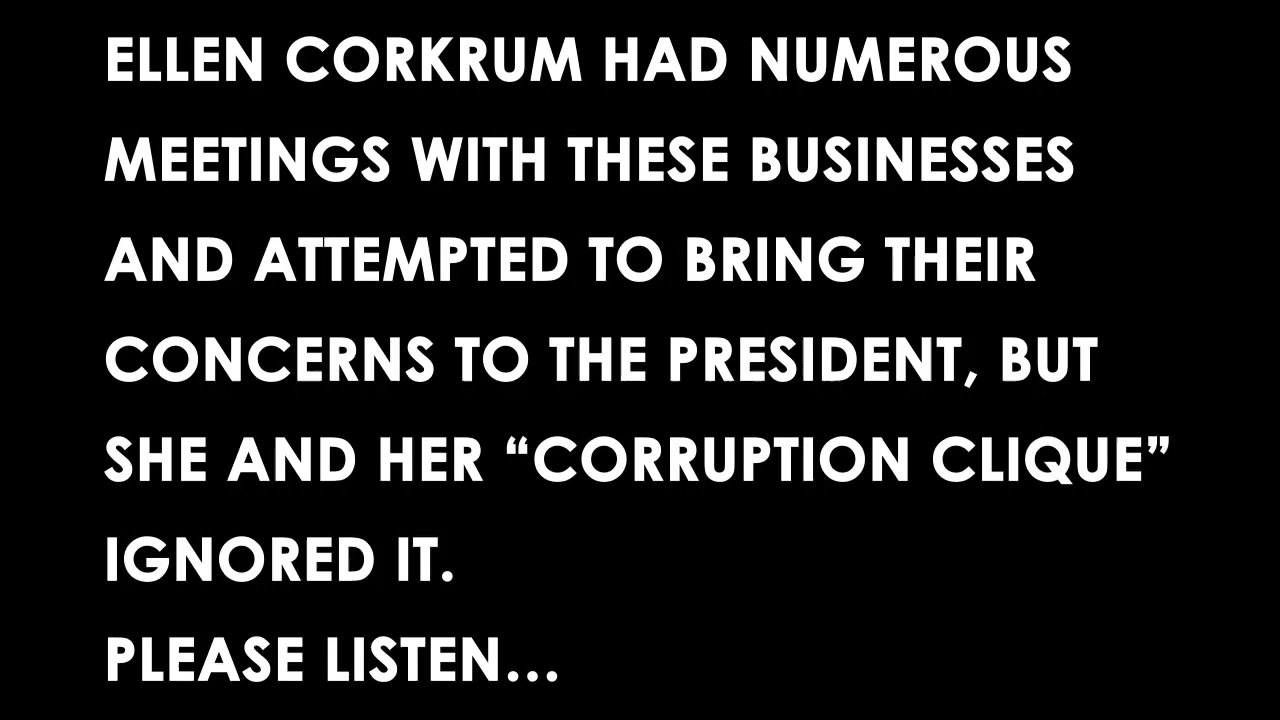 ELLEN CORKRUM HAD NUMEROUS
MEETINGS WITH THESE BUSINESSES
AND ATTEMPTED TO BRING THEIR
CONCERNS TO THE PRESIDENT, BUT
SHE AND HER “CORRUPTION CLIQUE”
IGNORED IT.
PLEASE LISTEN…